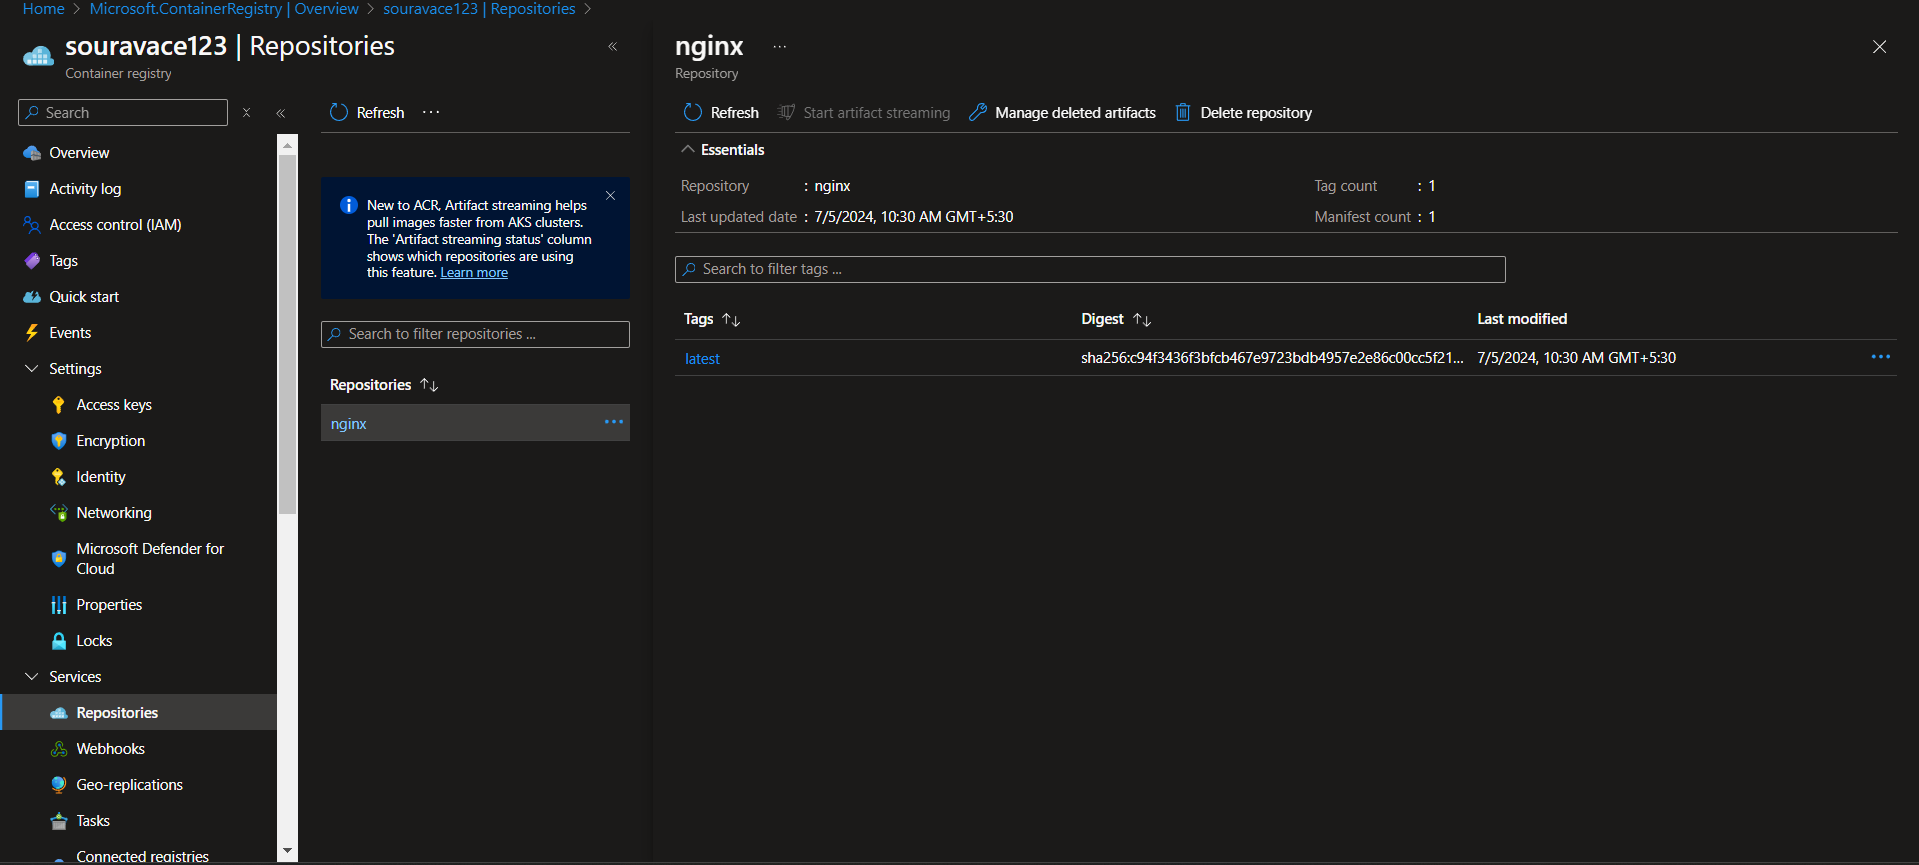 Home > Microsoft.ContainerRegistry | Overview > souravace123 | Repositories >
souravace123 | Repositories
Container registry
Search
Overview
Activity log
Access control (IAM)
Tags
Quick start
Events
Settings
Access keys
Encryption
Identity
Networking
Microsoft Defender for
Cloud
Properties
Locks
Services
Repositories
Webhooks
Geo-replications
Tasks
Connected registries
Refresh ...
New to ACR, Artifact streaming helps
pull images faster from AKS clusters.
The 'Artifact streaming status' column
shows which repositories are using
this feature. Learn more
Search to filter repositories ...
Repositories
nginx ...
nginx ...
Repository
Refresh Start artifact streaming Manage deleted artifacts Delete repository
Essentials
Repository : nginx Tag count : 1
Last updated date : 7/5/2024, 10:30 AM GMT+5:30 Manifest count : 1
Search to filter tags ...
Tags Digest Last modified
latest sha256:c94f3436f3bfcb467e9723bdb4957e2e86c00cc5f21... 7/5/2024, 10:30 AM GMT+5:30 ...